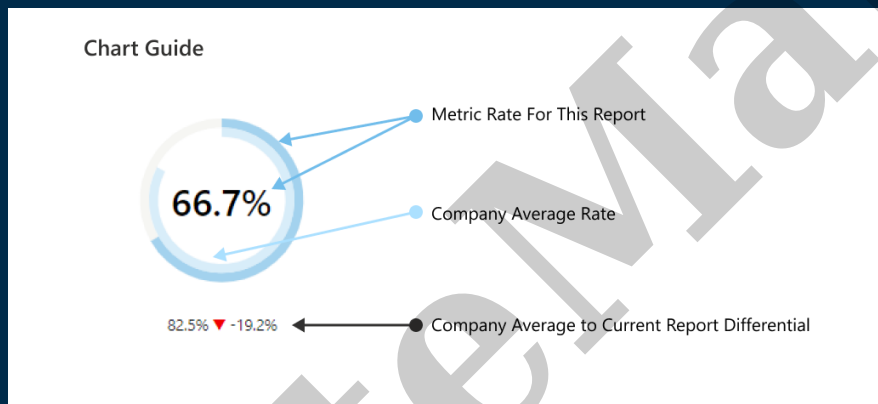 Chart Guide
Metric Rate For This Report
66.7%
Company Average Rate
82.5% ▼ -19.2%
Company Average to Current Report Differential